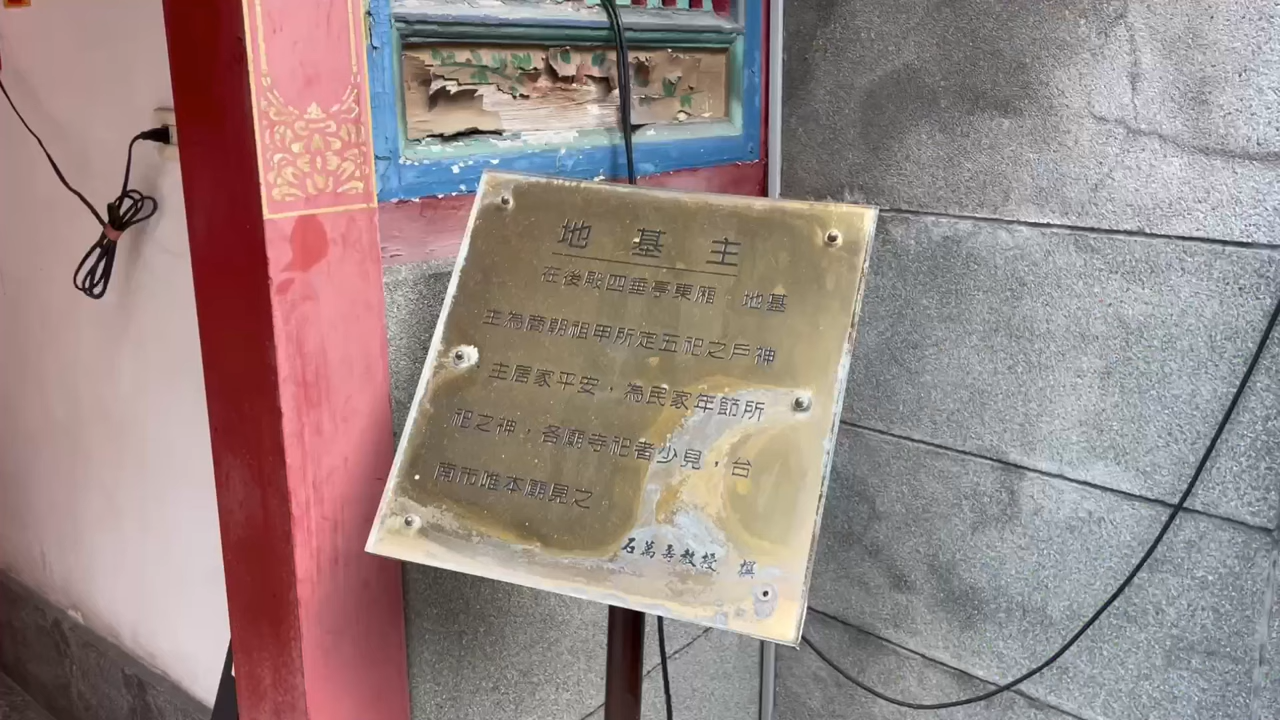 地基主
在後殿四垂亭東廂，地基
主為商朝祖甲所定五祀之戶神
，主居家平安，為民家年節所
祀之神，各廟寺祀者少見，台
南市唯本廟見之
石萬壽教授 撰